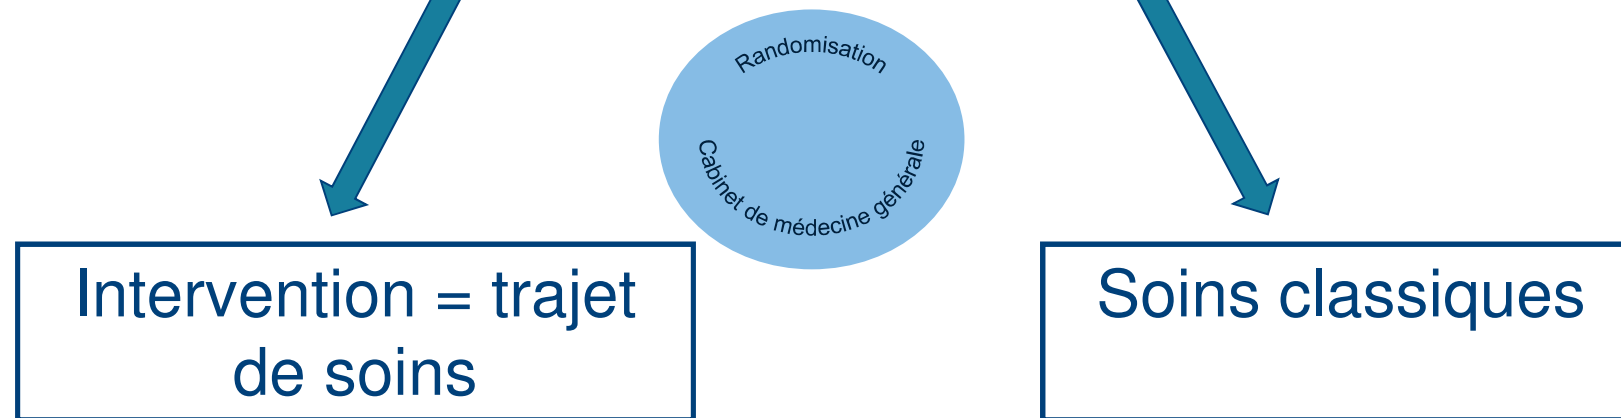 Randomisation
Cabinet de médecine générale
Intervention = trajet
de soins
Soins classiques